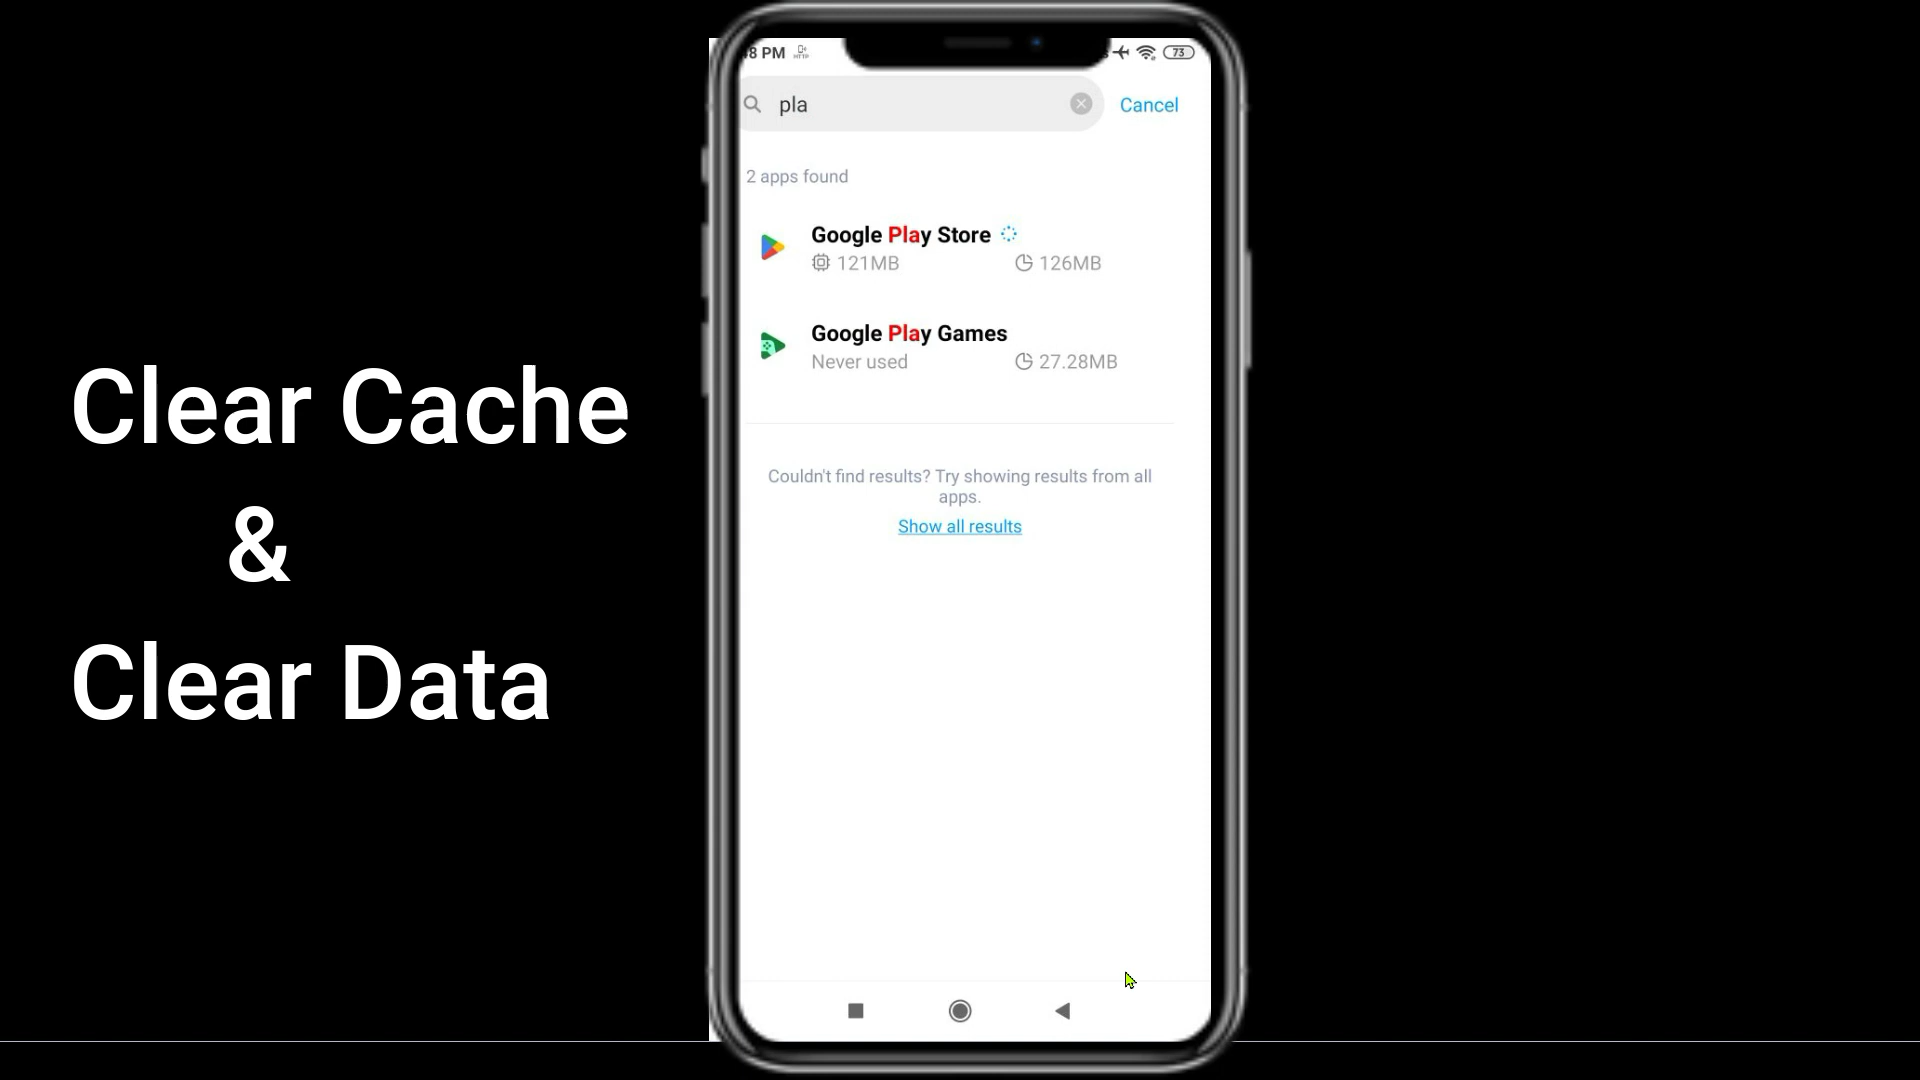 8 PM
73
pla
Cancel
2 apps found
Google Play Store
121MB 126MB
Google Play Games
Never used 27.28MB
Couldn't find results? Try showing results from all
apps.
Show all results
Clear Cache
&
Clear Data